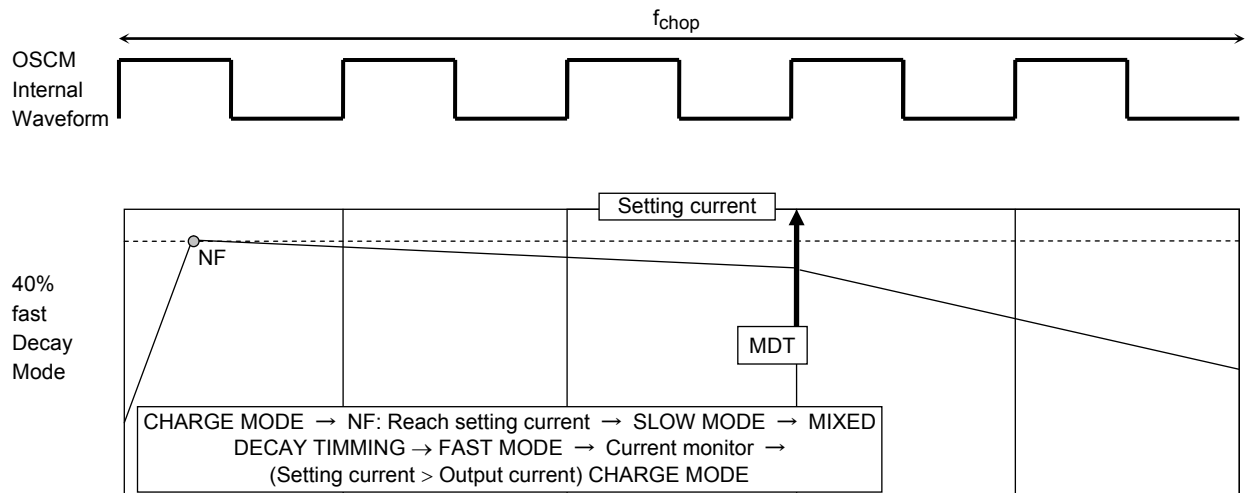 fchop
OSCM
Internal
Waveform
Setting current
NF
40%
fast
Decay
Mode
MDT
CHARGE MODE → NF: Reach setting current → SLOW MODE → MIXED
DECAY TIMMING → FAST MODE → Current monitor →
(Setting current > Output current) CHARGE MODE